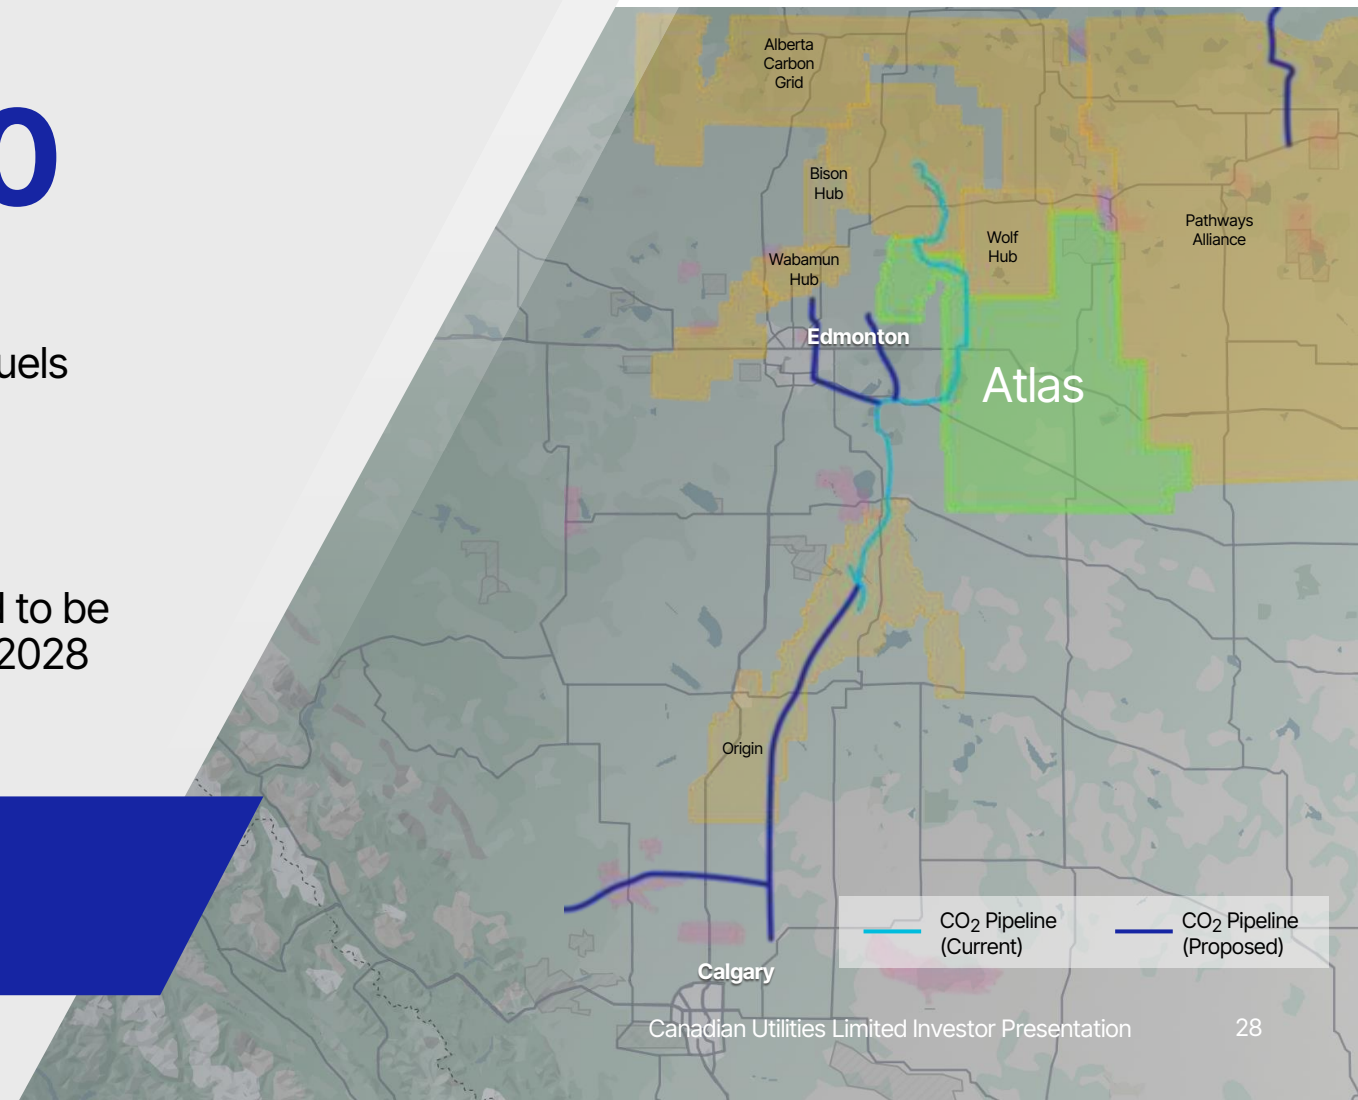 0
uels
to be
2028
Alberta
Carbon
Grid
Bison
Hub
Wabamun
Hub
Wolf
Hub
Pathways
Alliance
Edmonton
Atlas
Origin
CO2 Pipeline
(Current)
CO2 Pipeline
(Proposed)
Calgary
Canadian Utilities Limited Investor Presentation
28